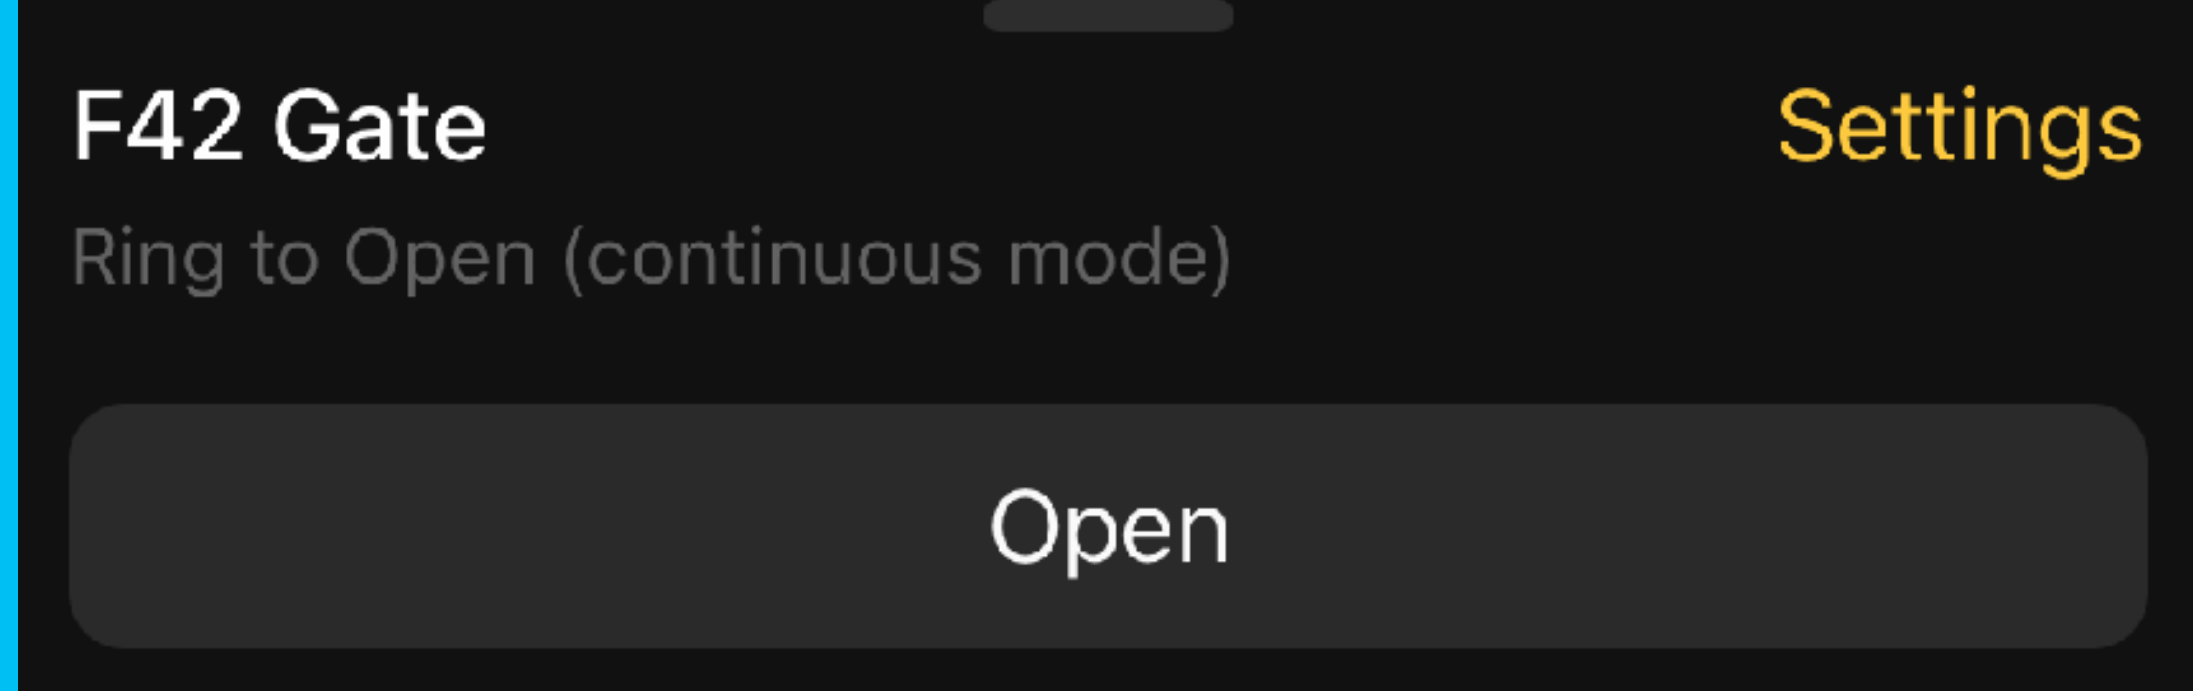 F42 Gate
Settings
Ring to Open (continuous mode)
Open